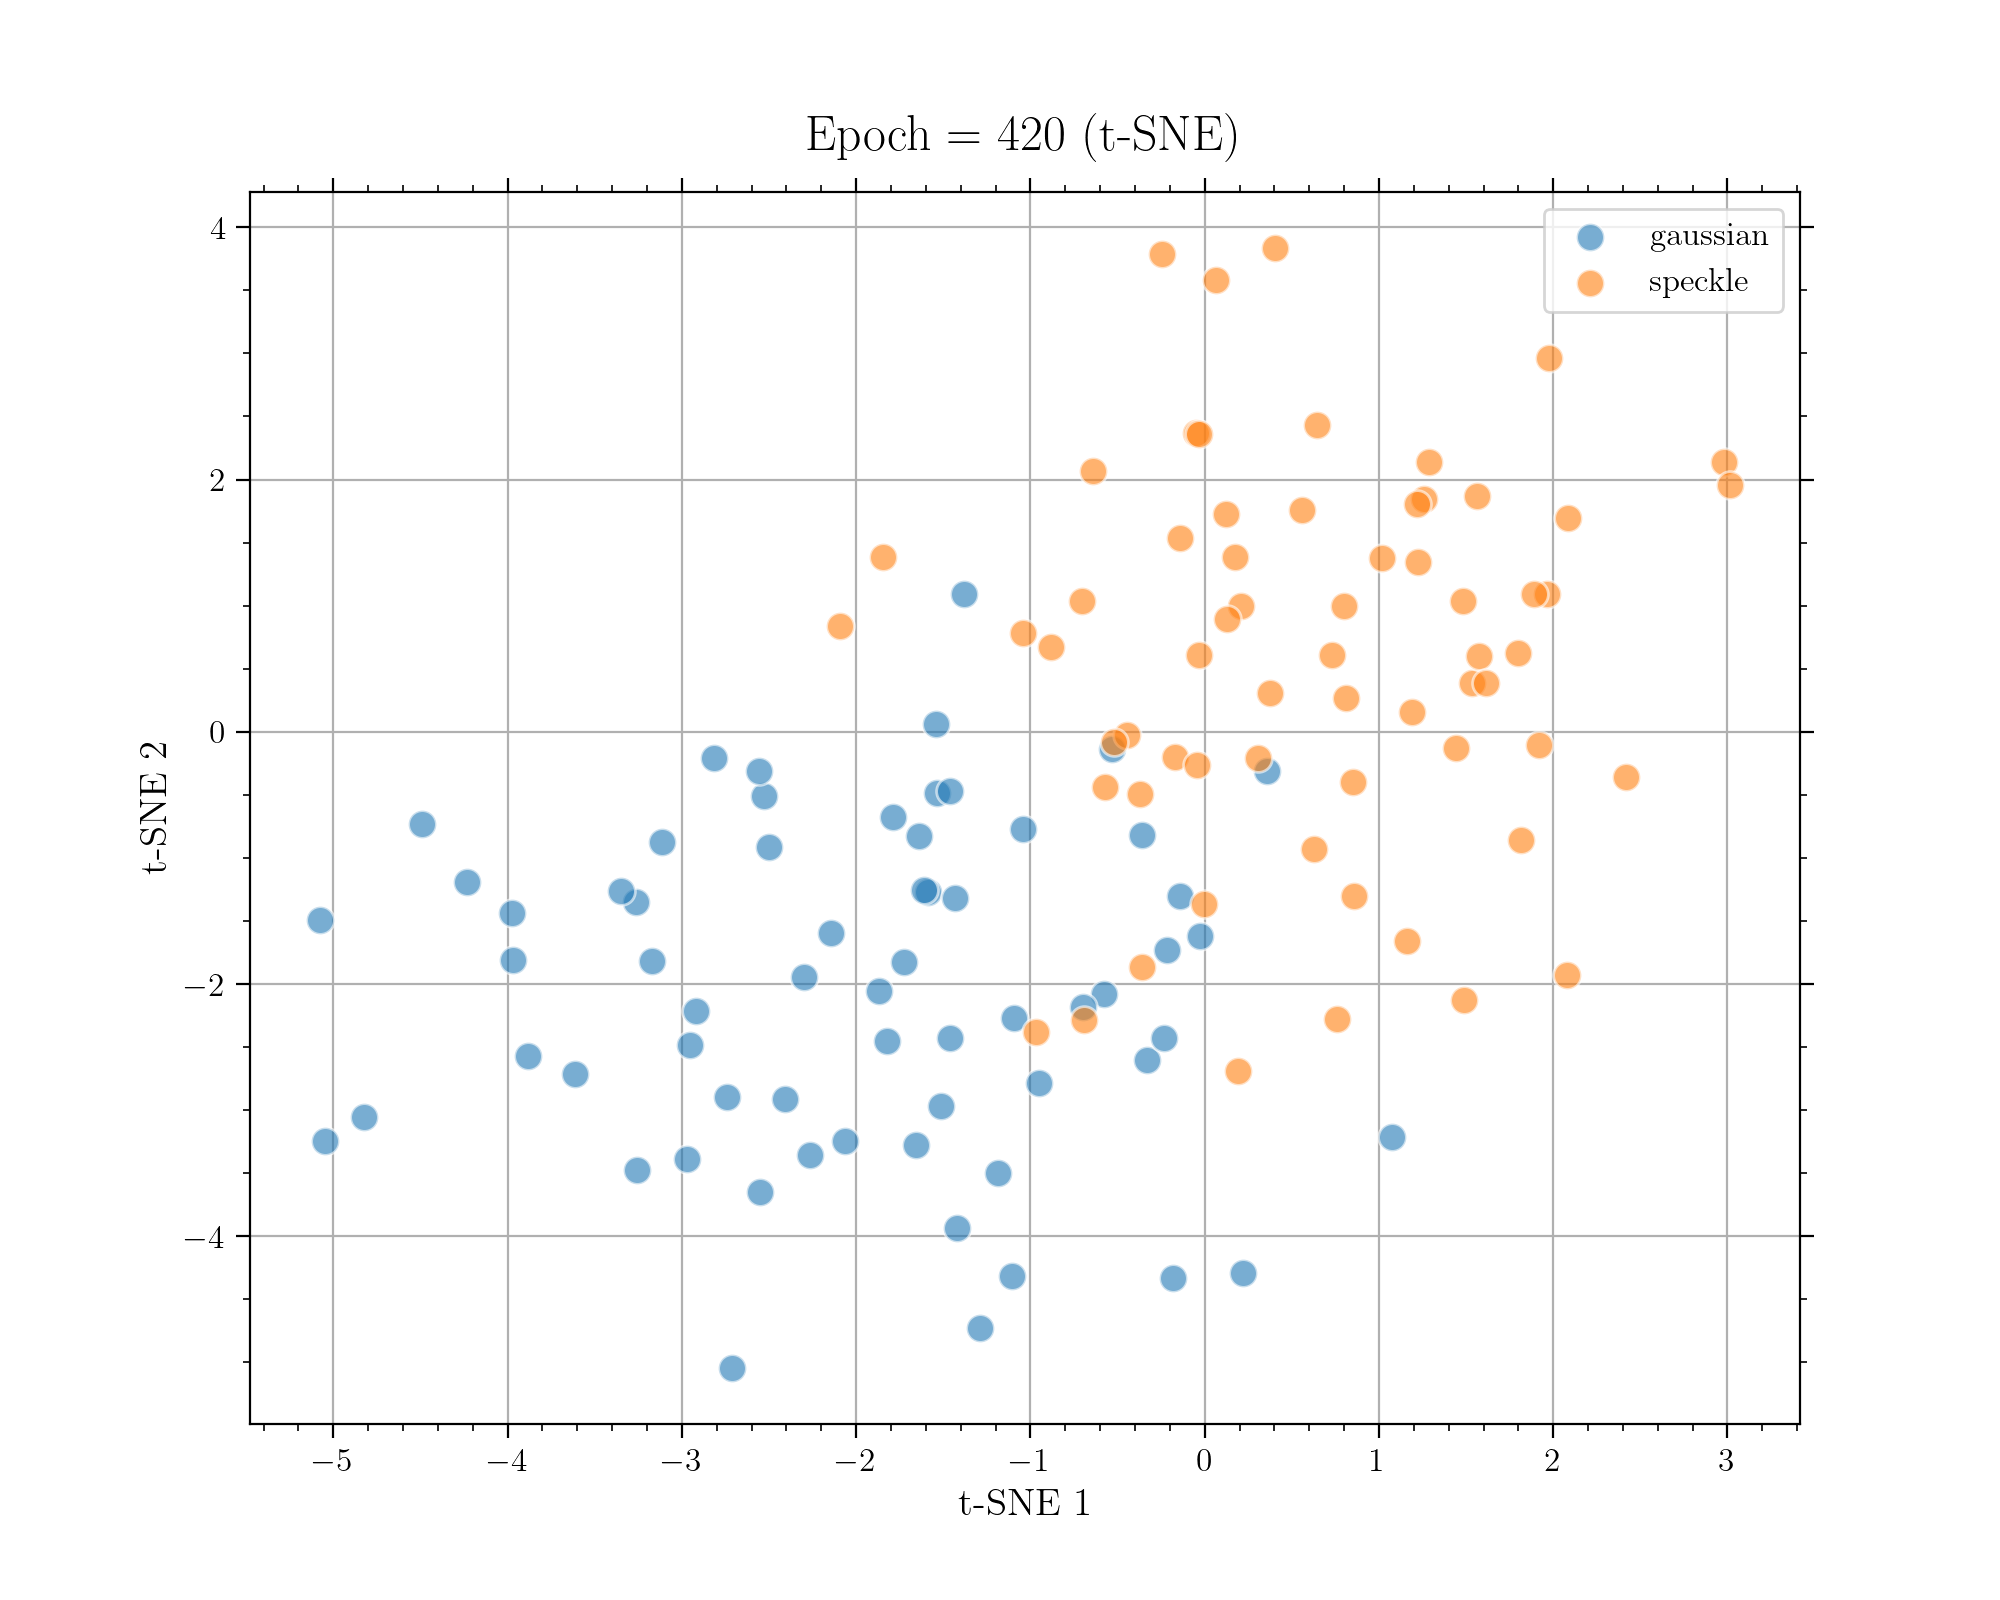 Epoch = 420 (t-SNE)
gaussian
speckle
4
2
0
−2
−4
t-SNE 2
−5 −4 −3 −2 −1 0 1 2 3
t-SNE 1